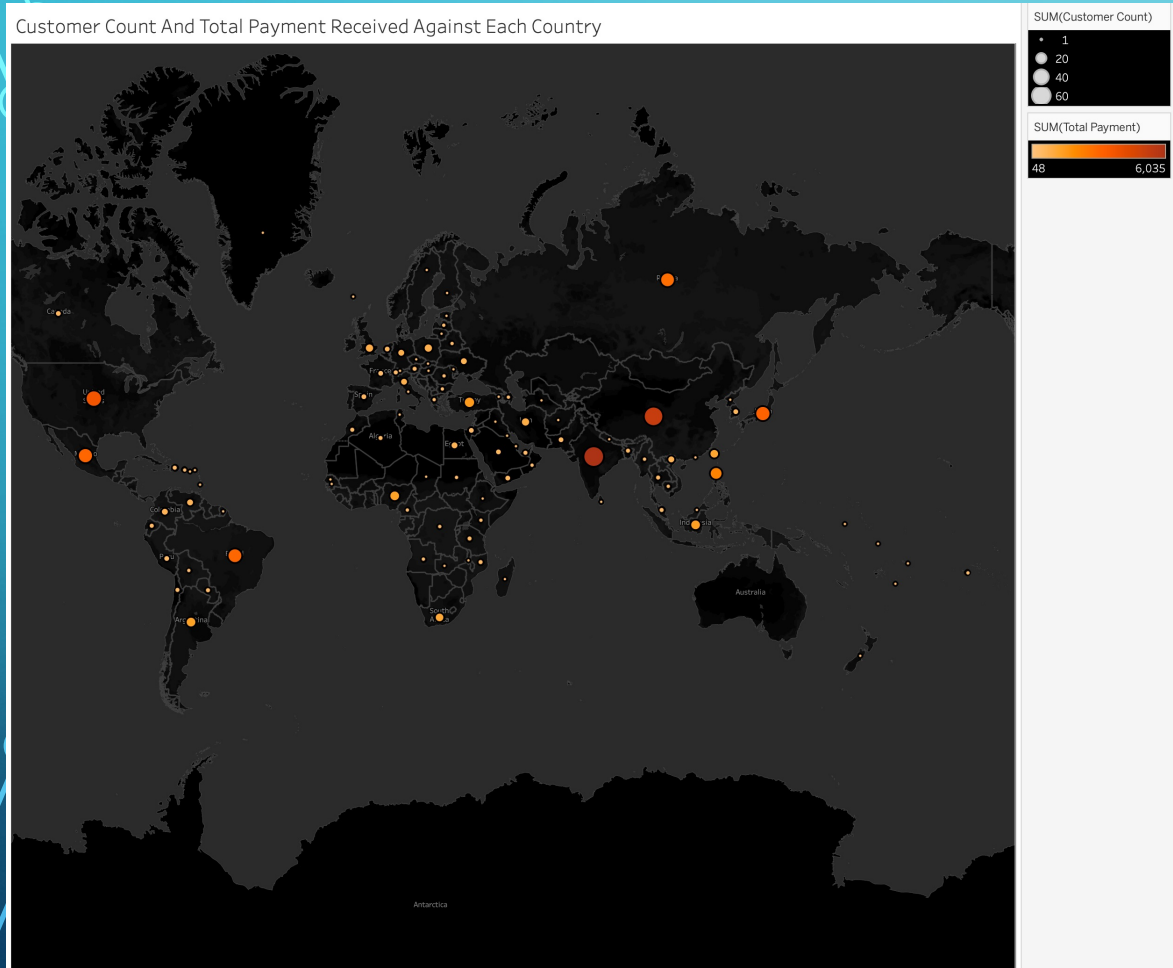 Customer Count And Total Payment Received Against Each Country
SUM(Customer Count)
1
20
40
60
SUM(Total Payment)
48 6,035
France
Algeria
Egypt
Colombia
Australia
South
Argentina
Antarctica